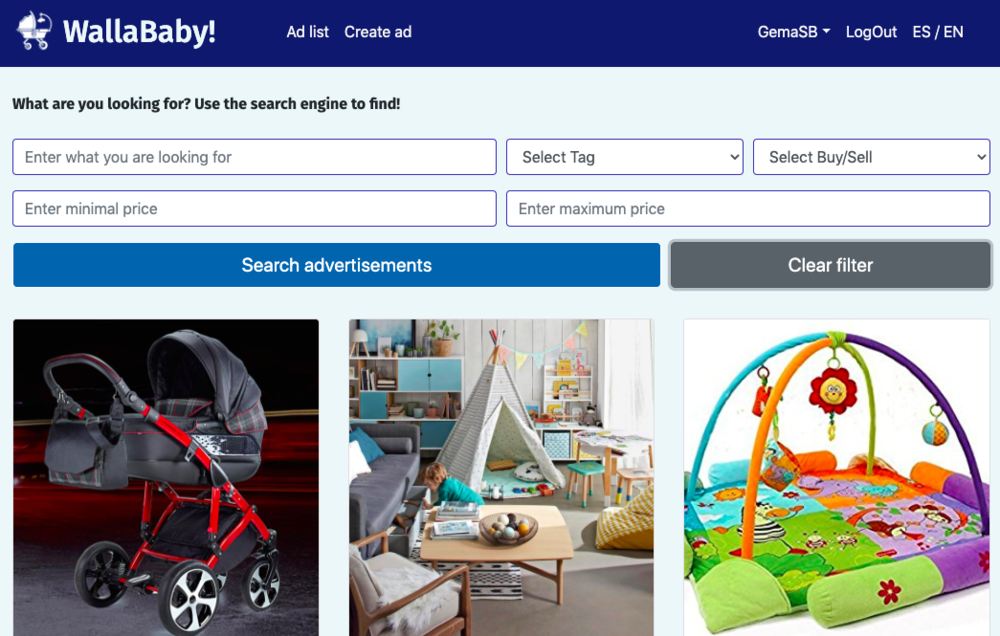 WallaBaby!
Ad list Create ad
GemaSB LogOut ES / EN
What are you looking for? Use the search engine to find!
Enter what you are looking for
Select Tag
Select Buy/Sell
Enter minimal price
Enter maximum price
Search advertisements
Clear filter